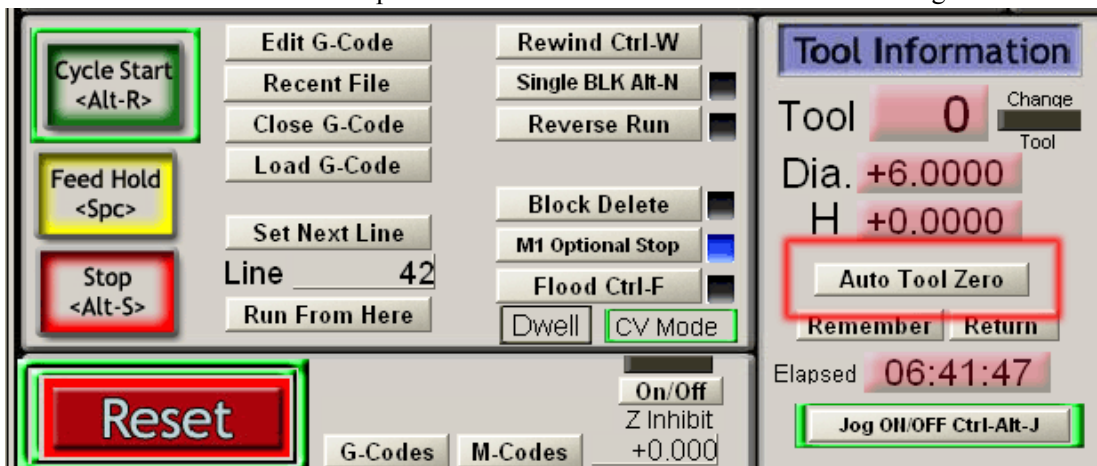 Cycle Start
<Alt-R>
Feed Hold
<Spc>
Stop
<Alt-S>
Edit G-Code
Recent File
Close G-Code
Load G-Code
Set Next Line
Line 42
Run From Here
Rewind Ctrl-W
Single BLK Alt-N
Reverse Run
Block Delete
M1 Optional Stop
Flood Ctrl-F
Dwell CV Mode
Reset
G-Codes M-Codes
On/Off
Z Inhibit
+0.000
Tool Information
Tool 0 Change
Tool
Dia. +6.0000
H +0.0000
Auto Tool Zero
Remember Return
Elapsed 06:41:47
Jog ON/OFF Ctrl-Alt-J